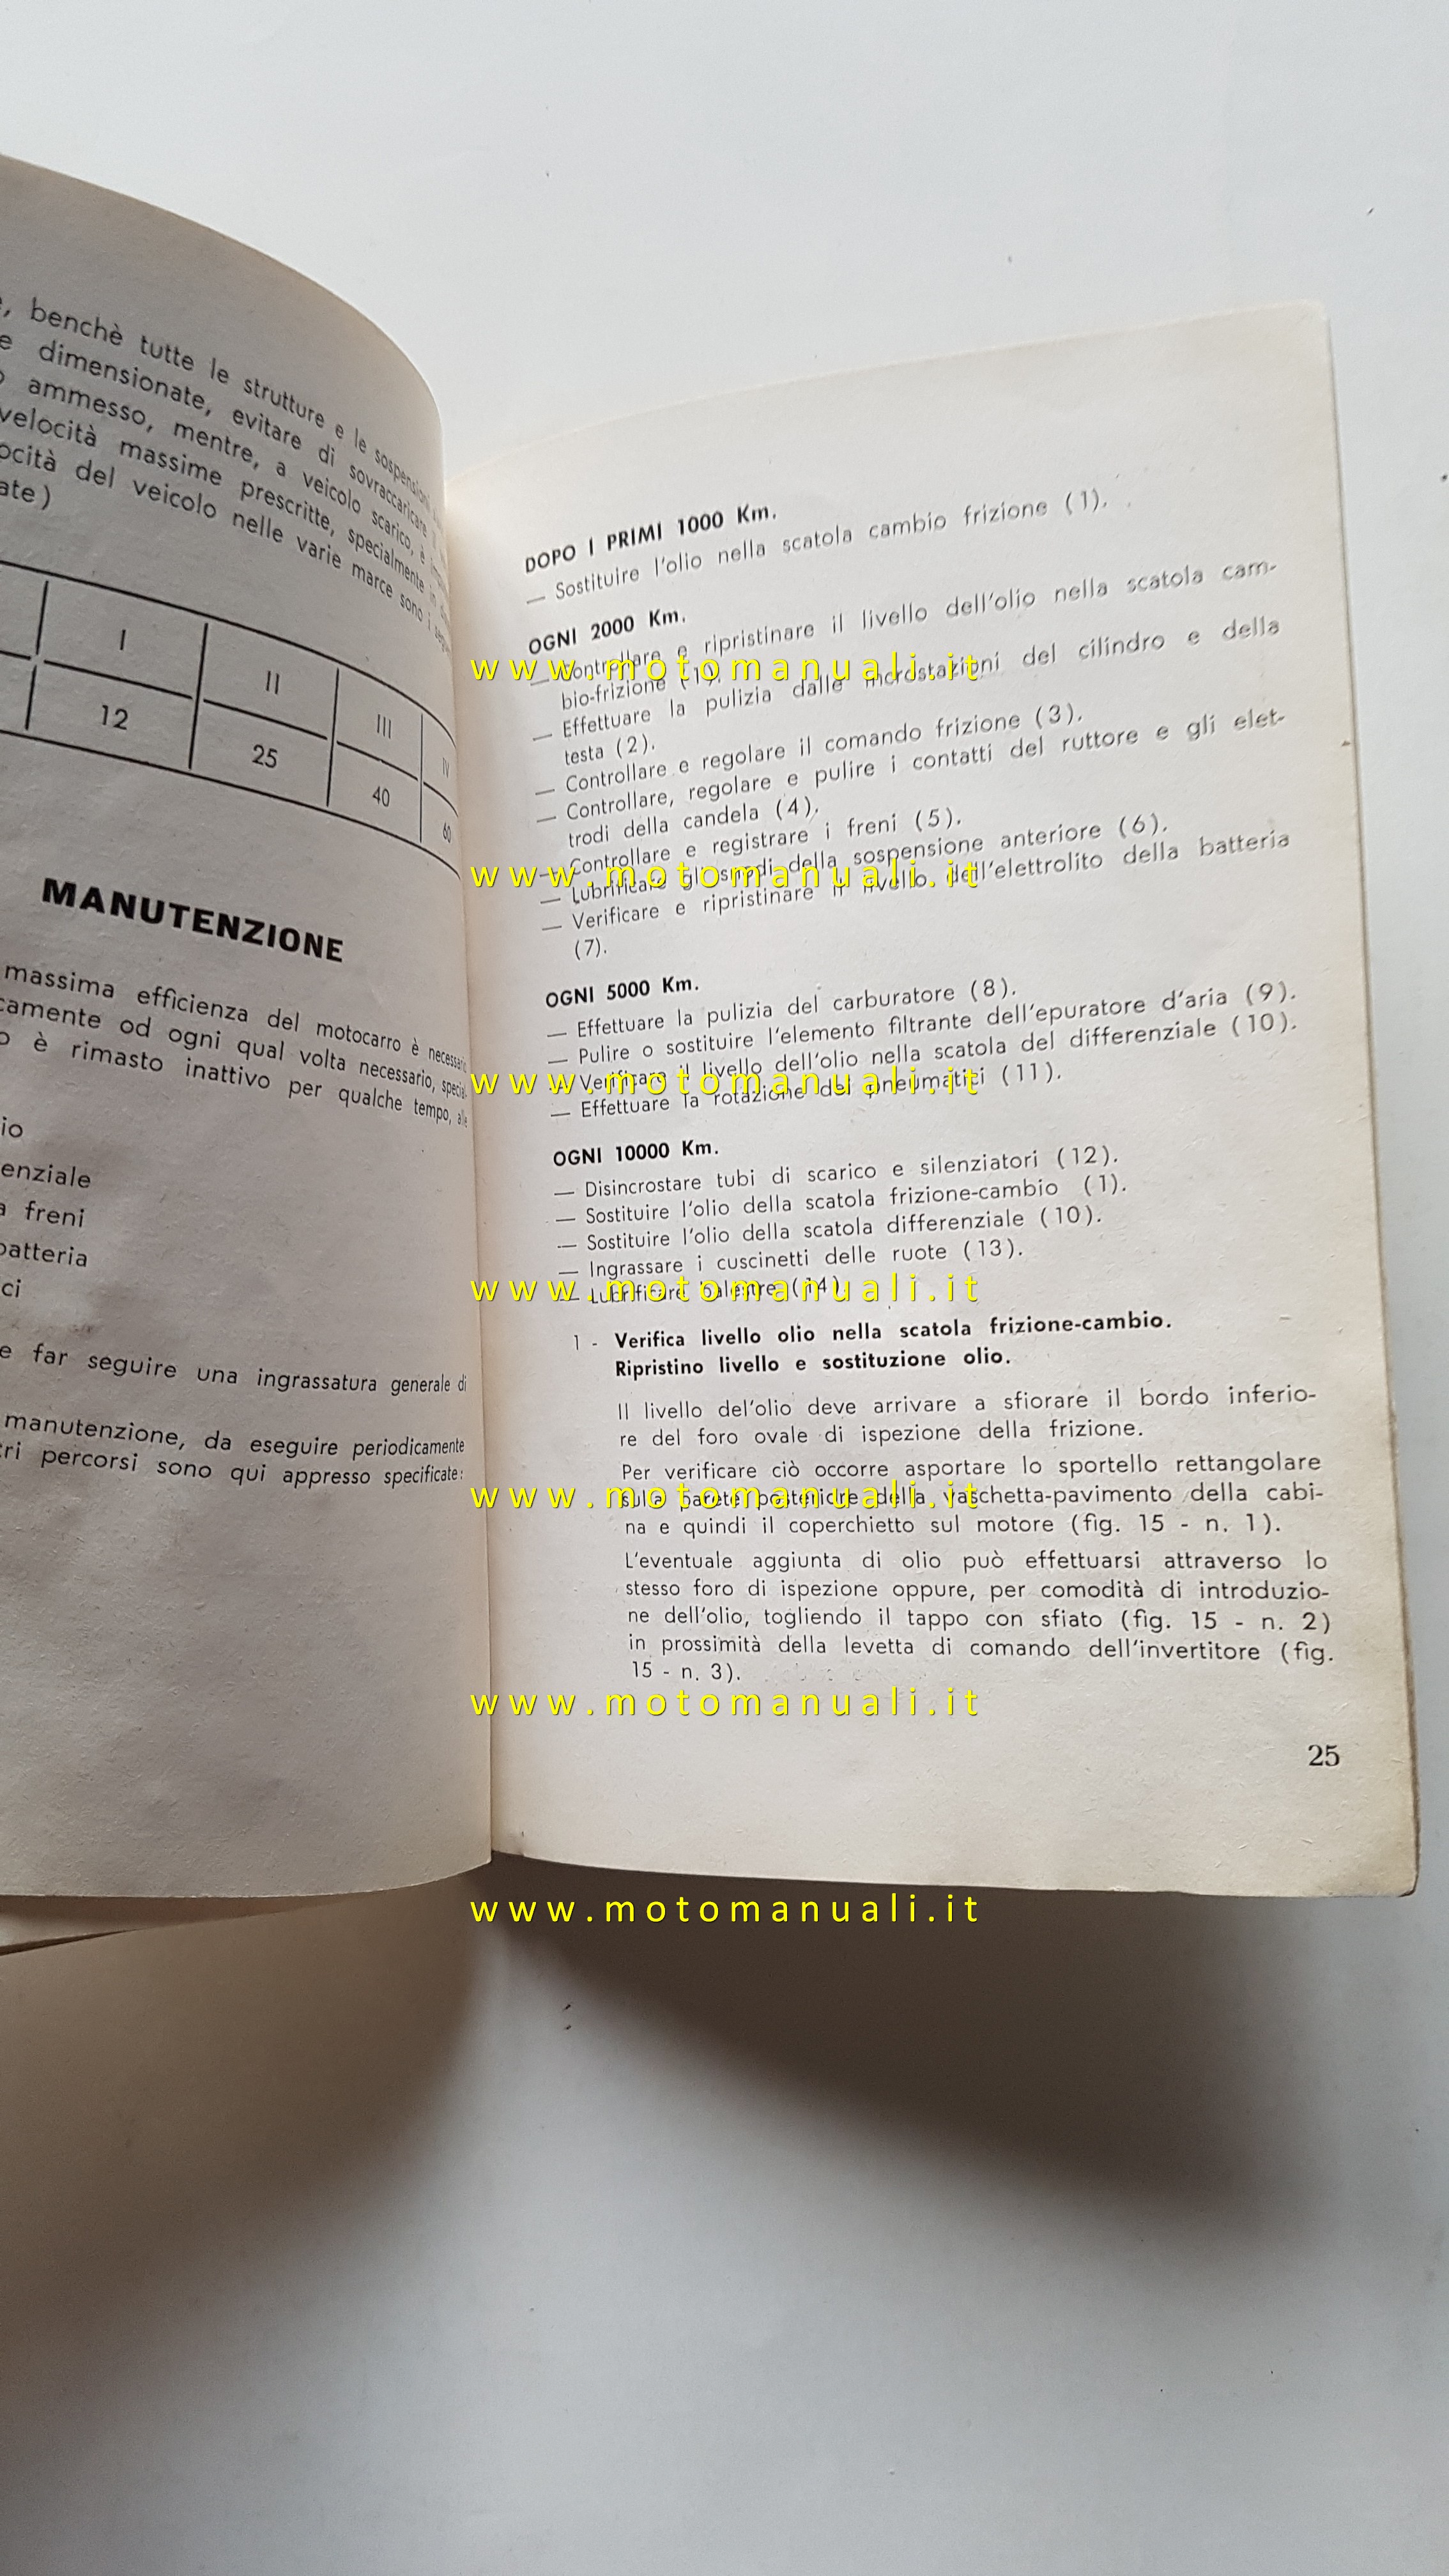 , benchè tutte le strutture e le sospensioni
e dimensionate, evitare di sovraccaricare il
ammesso, mentre, a veicolo scarico, è
velocità massime prescritte, specialmente in
ocità del veicolo nelle varie marce sono i
ate)
I II III IV
12 25 40 60
MANUTENZIONE
massima efficienza del motocarro è necessario
camente od ogni qual volta necessario, special-
o è rimasto inattivo per qualche tempo, alle
io
enziale
a freni
batteria
ci
e far seguire una ingrassatura generale di
manutenzione, da eseguire periodicamente
tri percorsi sono qui appresso specificate:
DOPO I PRIMI 1000 Km.
— Sostituire l'olio nella scatola cambio frizione (1).
OGNI 2000 Km.
— Controllare e ripristinare il livello dell'olio nella scatola cam-
bio-frizione (1).
— Effettuare la pulizia dalle incrostazioni del cilindro e della
testa (2).
— Controllare e regolare il comando frizione (3).
— Controllare, regolare e pulire i contatti del ruttore e gli elet-
trodi della candela (4).
— Controllare e registrare i freni (5).
— Lubrificare gli snodi della sospensione anteriore (6).
— Verificare e ripristinare il livello dell'elettrolito della batteria
(7).
OGNI 5000 Km.
— Effettuare la pulizia del carburatore (8).
— Pulire o sostituire l'elemento filtrante dell'epuratore d'aria (9).
— Verificare il livello dell'olio nella scatola del differenziale (10).
— Effettuare la rotazione dei pneumatici (11).
OGNI 10000 Km.
— Disincrostare tubi di scarico e silenziatori (12).
— Sostituire l'olio della scatola frizione-cambio (1).
— Sostituire l'olio della scatola differenziale (10).
— Ingrassare i cuscinetti delle ruote (13).
— Lubrificare balestre (14).
1 - Verifica livello olio nella scatola frizione-cambio.
Ripristino livello e sostituzione olio.
Il livello del'olio deve arrivare a sfiorare il bordo inferio-
re del foro ovale di ispezione della frizione.
Per verificare ciò occorre asportare lo sportello rettangolare
sulla parete posteriore della vaschetta-pavimento della cabi-
na e quindi il coperchietto sul motore (fig. 15 - n. 1).
L'eventuale aggiunta di olio può effettuarsi attraverso lo
stesso foro di ispezione oppure, per comodità di introduzio-
ne dell'olio, togliendo il tappo con sfiato (fig. 15 - n. 2)
in prossimità della levetta di comando dell'invertitore (fig.
15 - n. 3).
25
www.motomanuali.it
www.motomanuali.it
www.motomanuali.it
www.motomanuali.it
www.motomanuali.it
www.motomanuali.it
www.motomanuali.it